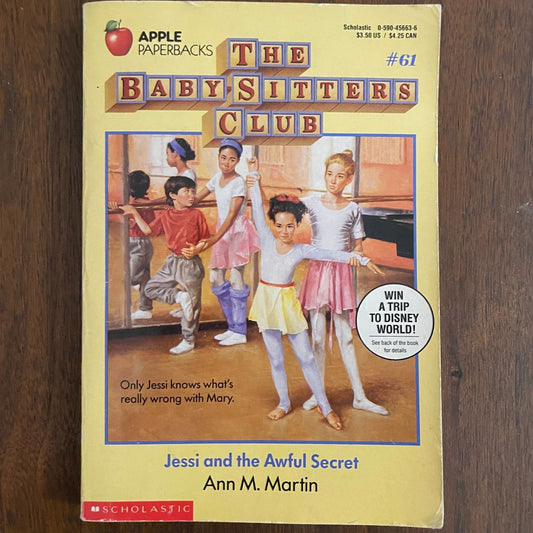 APPLE
PAPERBACKS
Scholastic 0-590-45663-6
$3.50 US / $4.25 CAN
THE
BABY-SITTERS
CLUB
#61
WIN
A TRIP
TO DISNEY
WORLD!
See back of the book
for details
Only Jessi knows what's
really wrong with Mary.
Jessi and the Awful Secret
Ann M. Martin
SCHOLASTIC